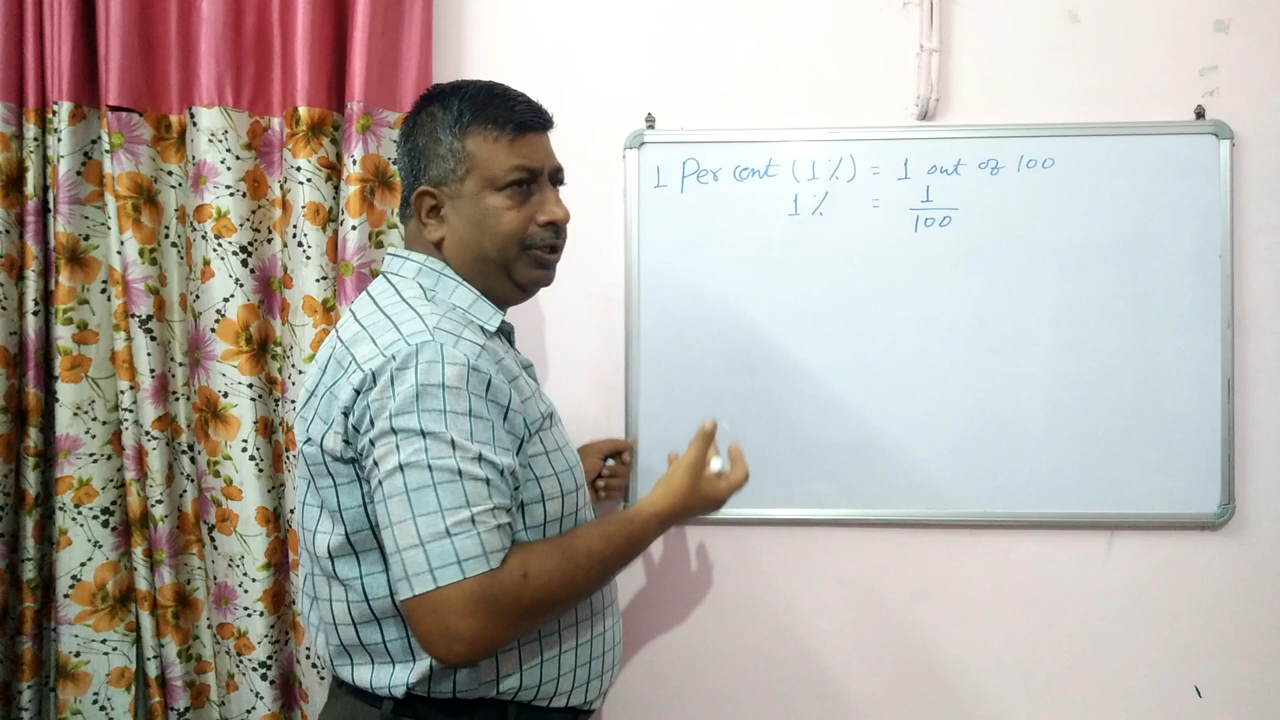 1 Per cent (1%) = 1 out of 100
1% = 1/100